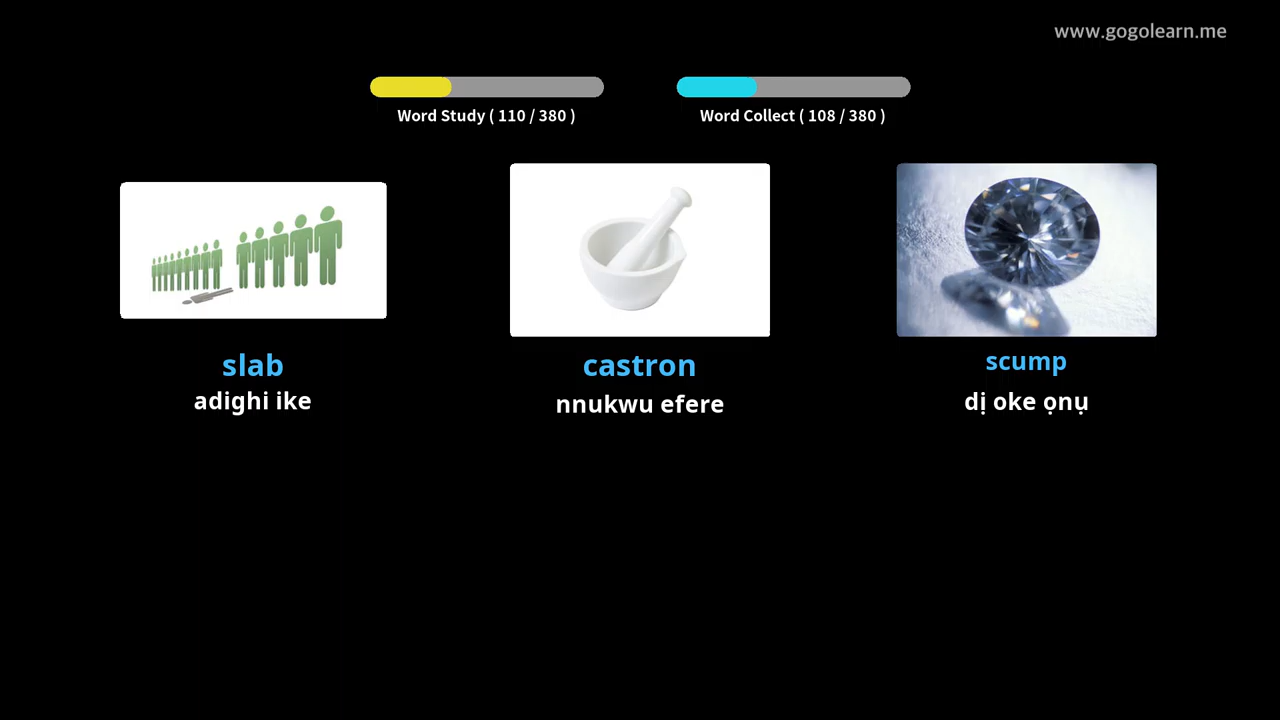 www.gogolearn.me
Word Study ( 110 / 380 )
Word Collect ( 108 / 380 )
slab
adighi ike
castron
nnukwu efere
scump
dị oke ọnụ